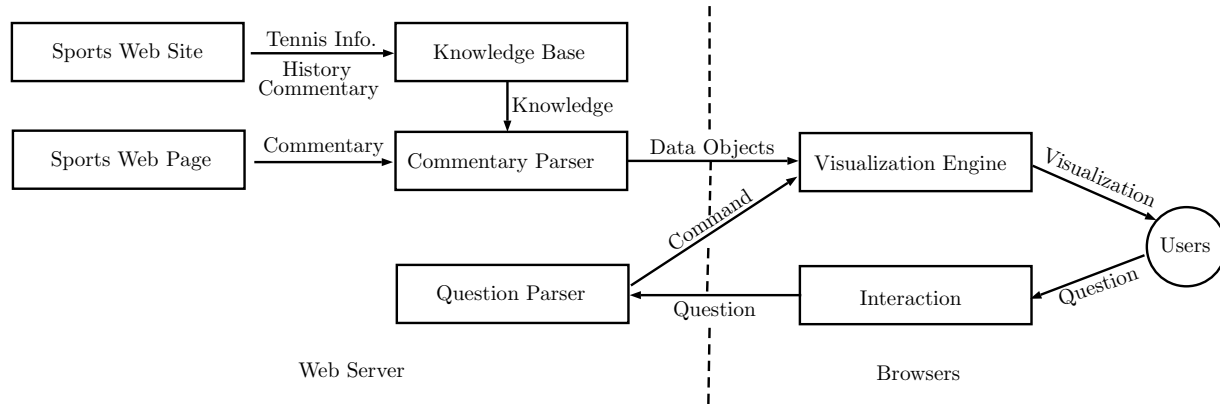 Sports Web Site
Tennis Info.
History
Commentary
Knowledge Base
Knowledge
Sports Web Page
Commentary
Commentary Parser
Data Objects
Visualization Engine
Visualization
Users
Command
Question Parser
Question
Interaction
Question
Web Server
Browsers